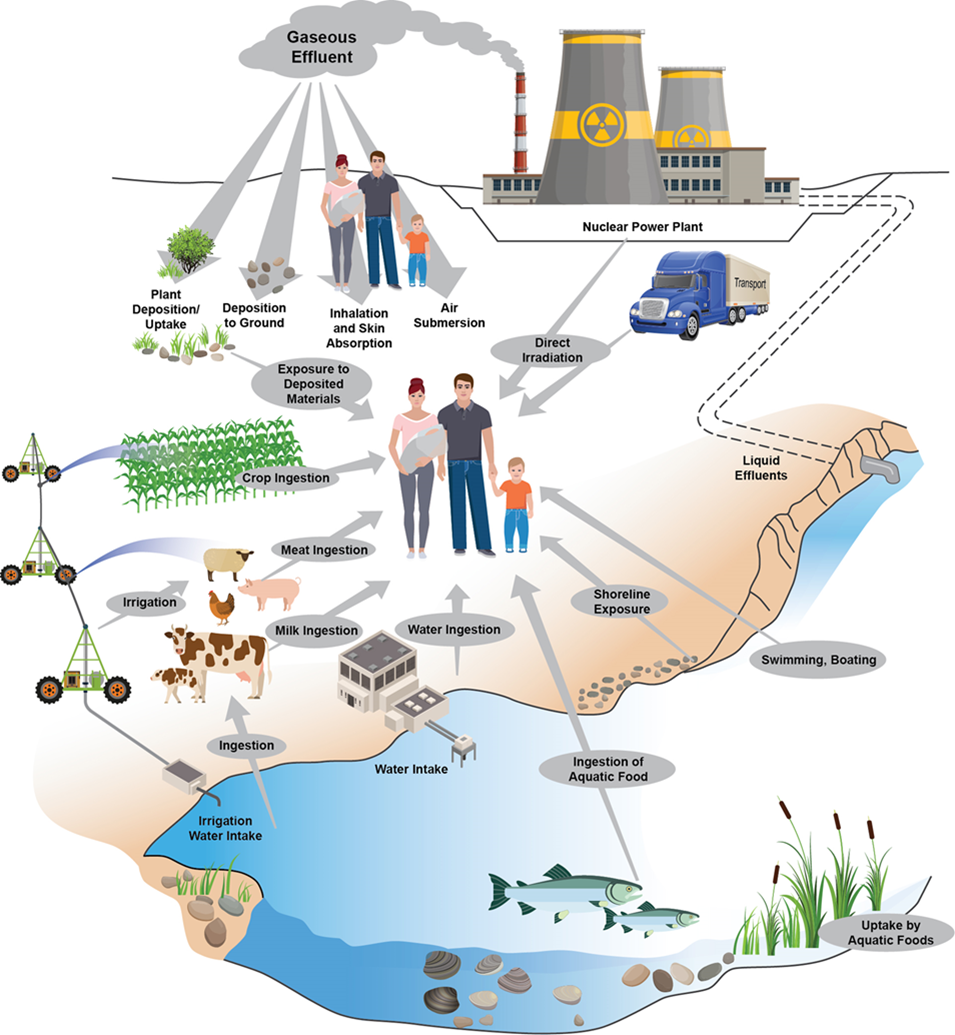 Gaseous
Effluent
Nuclear Power Plant
Transport
Plant
Deposition/
Uptake
Deposition
to Ground
Inhalation
and Skin
Absorption
Air
Submersion
Direct
Irradiation
Exposure to
Deposited
Materials
Liquid
Effluents
Crop Ingestion
Meat Ingestion
Irrigation
Shoreline
Exposure
Milk Ingestion
Water Ingestion
Swimming, Boating
Ingestion
Water Intake
Ingestion of
Aquatic Food
Irrigation
Water Intake
Uptake by
Aquatic Foods